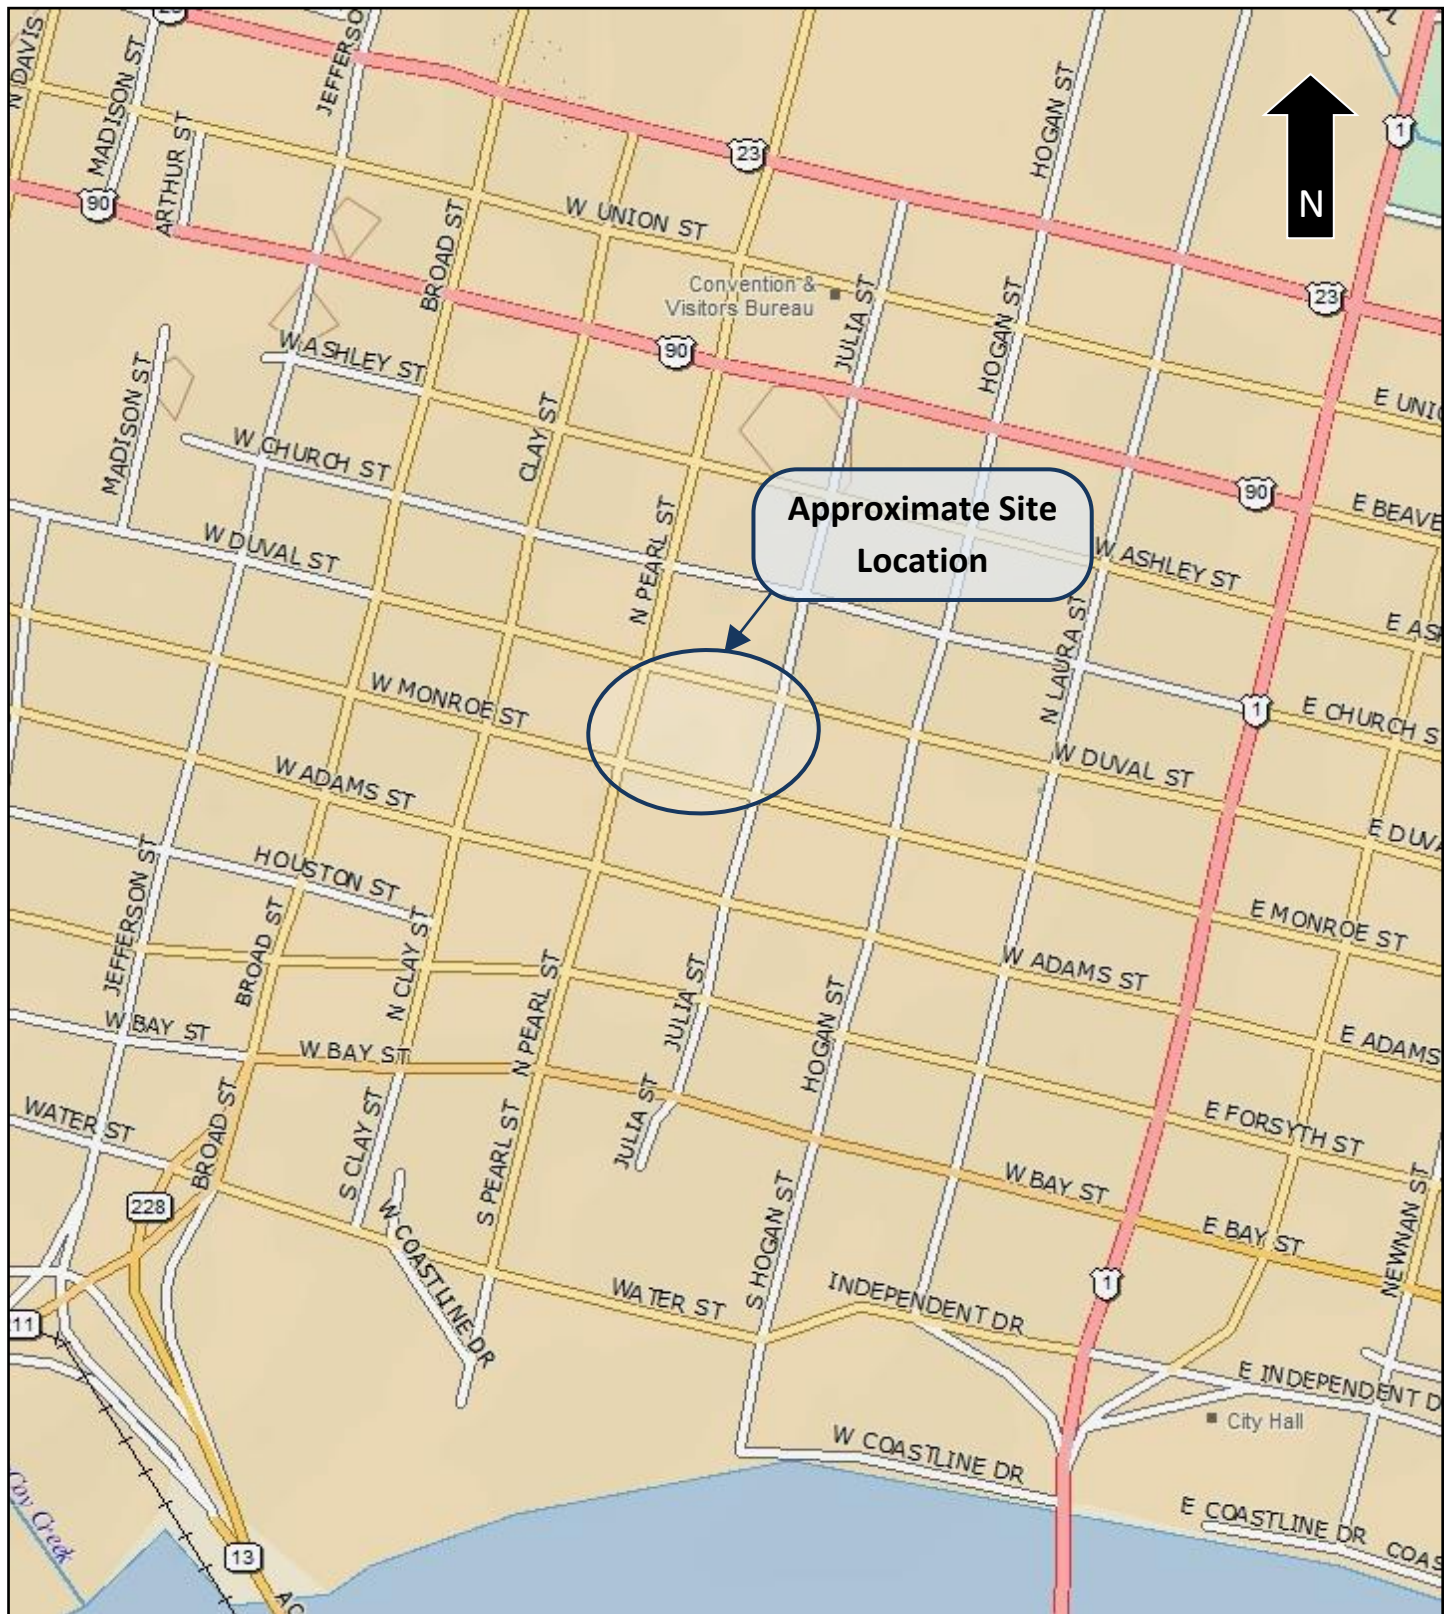 N DAVIS
MADISON ST
JEFFERSO
ARTHUR ST
HOGAN ST
1
23
N
90
BROAD ST
W UNION ST
Convention &
Visitors Bureau
JULIA ST
HOGAN ST
23
W ASHLEY ST
90
E UNIO
MADISON ST
CLAY ST
W CHURCH ST
90
E BEAVE
N PEARL ST
Approximate Site
Location
W DUVAL ST
W ASHLEY ST
E ASH
N LAURA ST
W MONROE ST
1
E CHURCH S
W DUVAL ST
W ADAMS ST
E DUVA
HOUSTON ST
JEFFERSON ST
BROAD ST
N CLAY ST
N PEARL ST
E MONROE ST
W ADAMS ST
JULIA ST
HOGAN ST
W BAY ST
W BAY ST
E ADAMS
WATER ST
BROAD ST
S CLAY ST
S PEARL ST
JULIA ST
E FORSYTH ST
228
W COASTLINE DR
S HOGAN ST
W BAY ST
E BAY ST
NEWNAN ST
WATER ST
INDEPENDENT DR
1
11
E INDEPENDENT D
City Hall
W COASTLINE DR
Coy Creek
13
E COASTLINE DR
COAS
AC